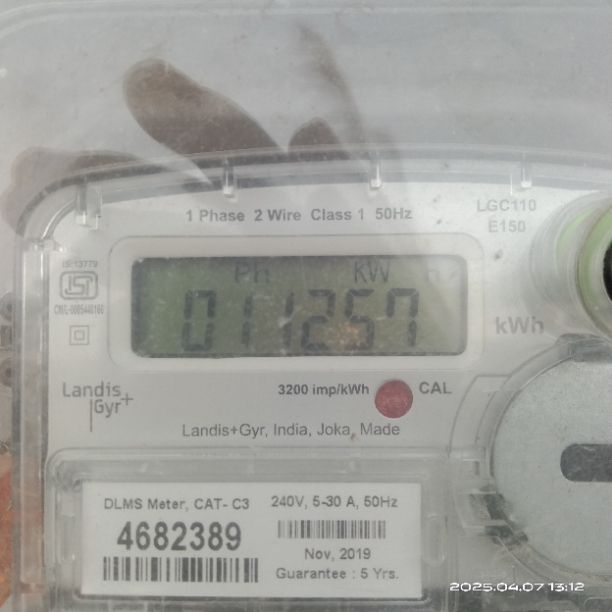 1 Phase 2 Wire Class 1 50Hz
LGC110
E150
IS 13779
Ph KW h
011257
kWh
Landis
Gyr+
3200 imp/kWh
CAL
Landis+Gyr, India, Joka, Made
DLMS Meter, CAT- C3
240V, 5-30 A, 50Hz
4682389
Nov, 2019
Guarantee : 5 Yrs.
2025.04.07 13:12